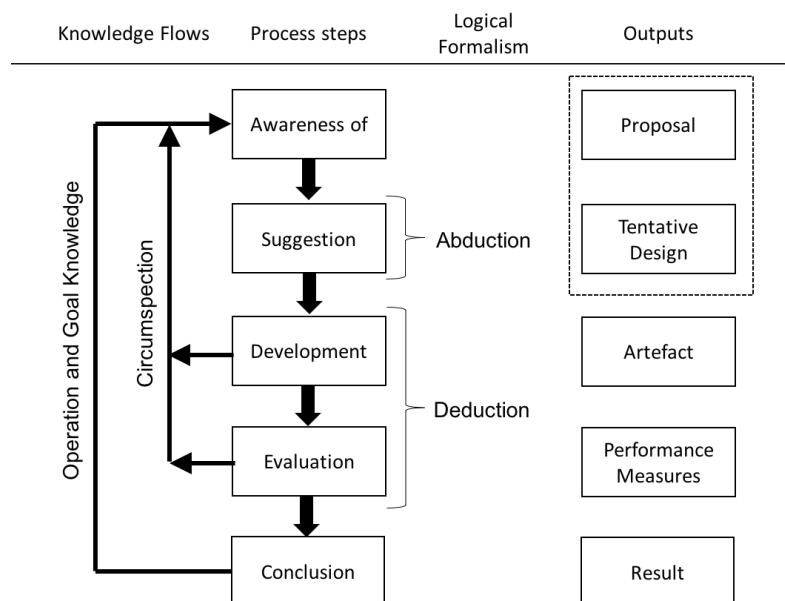 Knowledge Flows
Process steps
Logical
Formalism
Outputs
Awareness of
Proposal
Suggestion
Abduction
Tentative
Design
Development
Artefact
Deduction
Evaluation
Performance
Measures
Conclusion
Result
Operation and Goal Knowledge
Circumspection